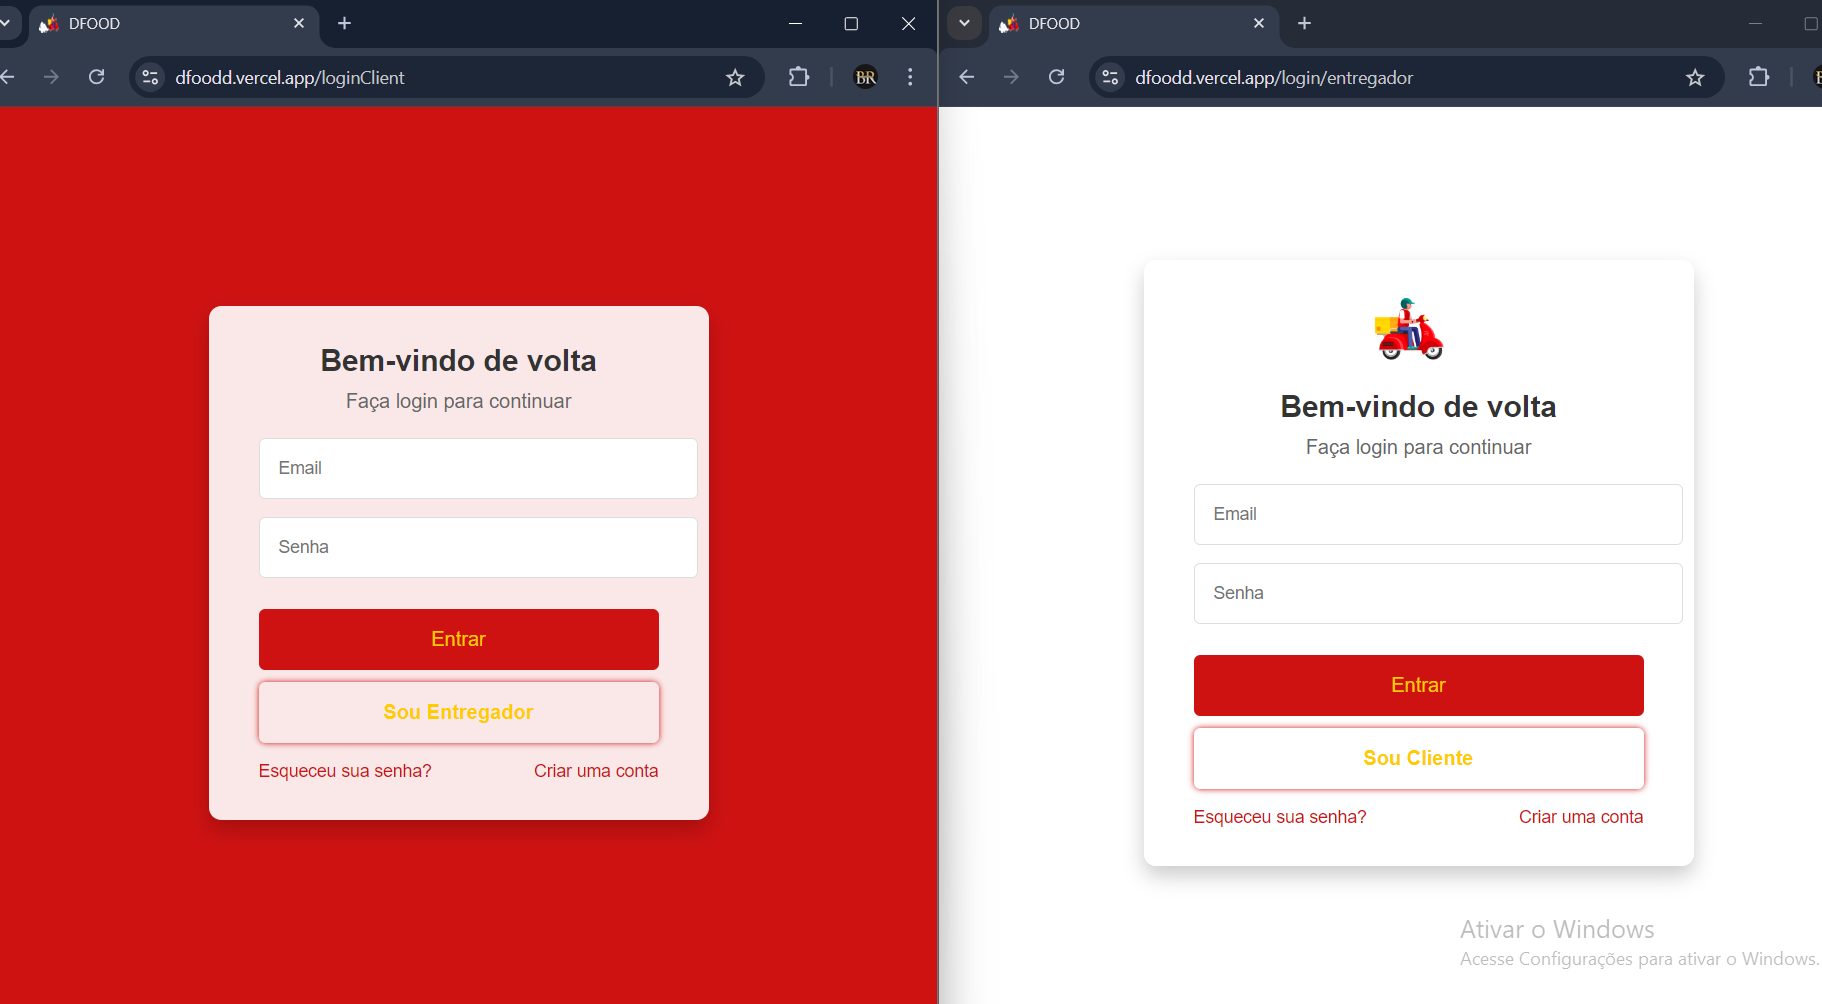 DFOOD
dfoodd.vercel.app/loginClient
BR
Bem-vindo de volta
Faça login para continuar
Email
Senha
Entrar
Sou Entregador
Esqueceu sua senha? Criar uma conta
DFOOD
dfoodd.vercel.app/login/entregador
Bem-vindo de volta
Faça login para continuar
Email
Senha
Entrar
Sou Cliente
Esqueceu sua senha? Criar uma conta
Ativar o Windows
Acesse Configurações para ativar o Windows.